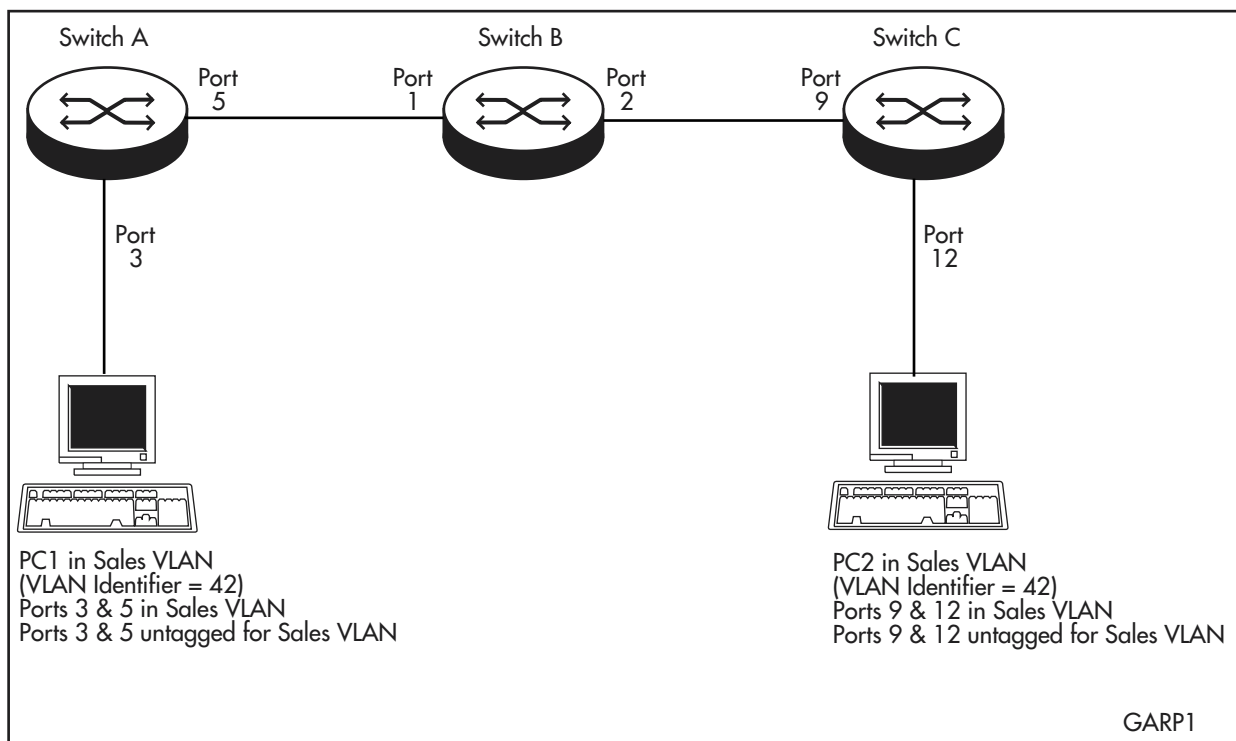 Switch A
Switch B
Switch C
Port
5
Port
1
Port
2
Port
9
Port
3
Port
12
PC1 in Sales VLAN
(VLAN Identifier = 42)
Ports 3 & 5 in Sales VLAN
Ports 3 & 5 untagged for Sales VLAN
PC2 in Sales VLAN
(VLAN Identifier = 42)
Ports 9 & 12 in Sales VLAN
Ports 9 & 12 untagged for Sales VLAN
GARP1